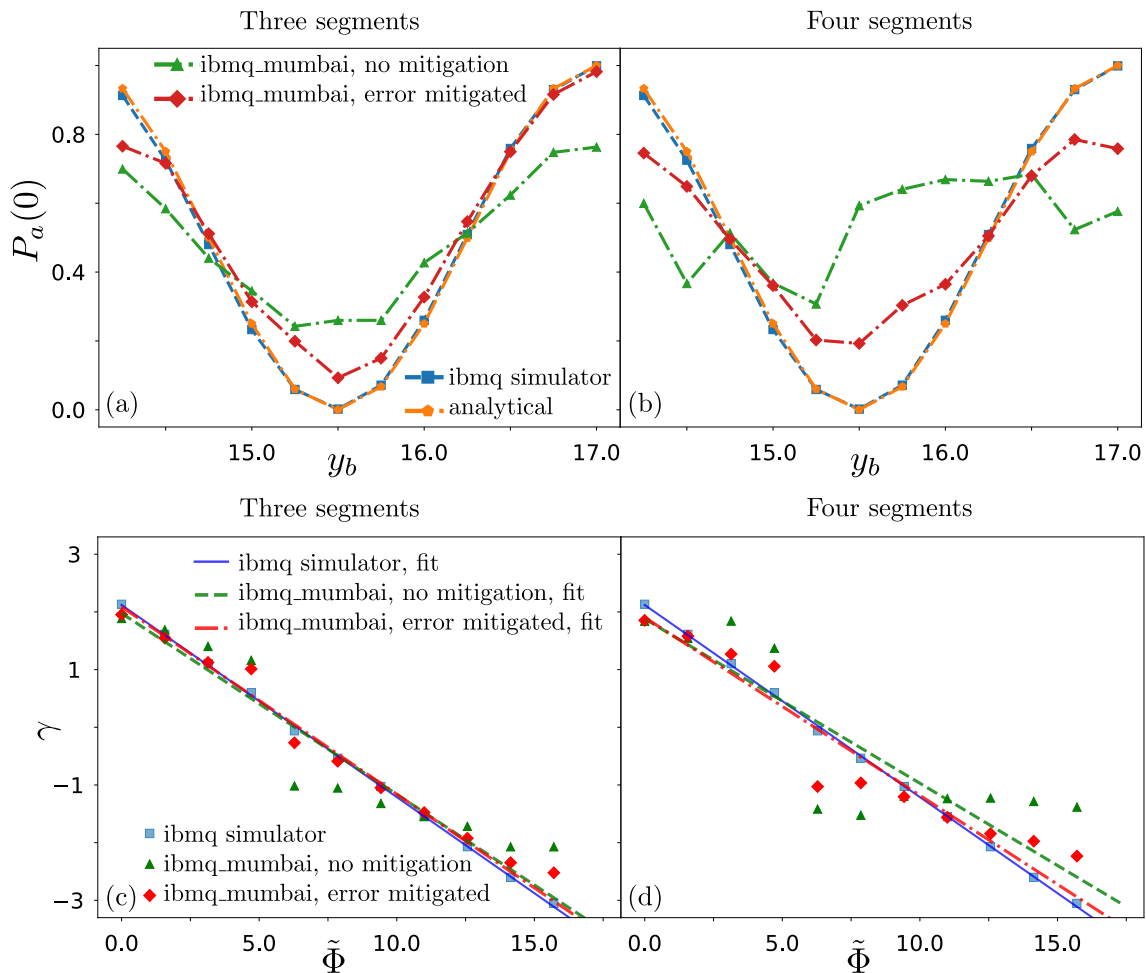 Three segments
Four segments
ibmq_mumbai, no mitigation
ibmq_mumbai, error mitigated
0.8
0.4
0.0
P_a(0)
(a)
ibmq simulator
analytical
(b)
15.0 16.0 17.0
y_b
15.0 16.0 17.0
y_b
Three segments
Four segments
3
1
−1
−3
γ
ibmq simulator, fit
ibmq_mumbai, no mitigation, fit
ibmq_mumbai, error mitigated, fit
ibmq simulator
ibmq_mumbai, no mitigation
ibmq_mumbai, error mitigated
(c)
(d)
0.0 5.0 10.0 15.0
Φ̃
0.0 5.0 10.0 15.0
Φ̃